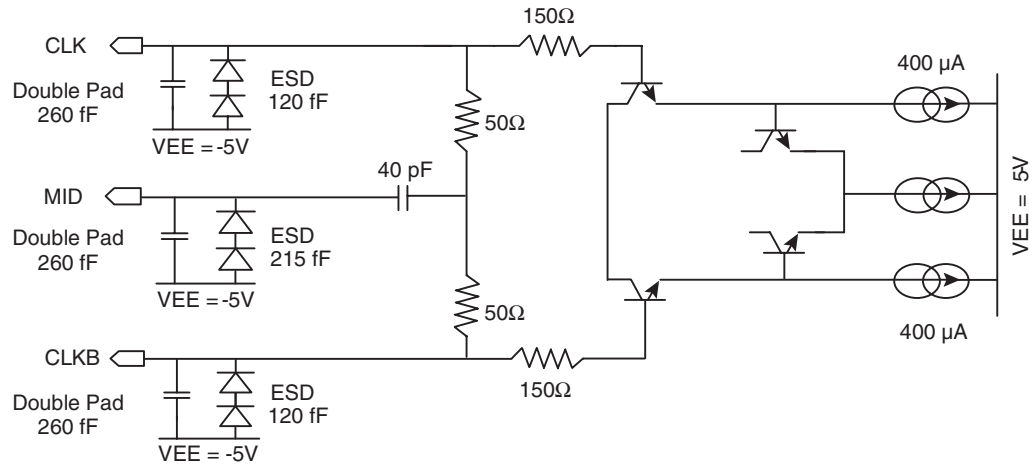 150Ω
CLK
400 µA
Double Pad
260 fF
ESD
120 fF
VEE = -5V
50Ω
40 pF
MID
Double Pad
260 fF
ESD
215 fF
VEE = -5V
VEE = 5V
50Ω
400 µA
CLKB
150Ω
Double Pad
260 fF
ESD
120 fF
VEE = -5V